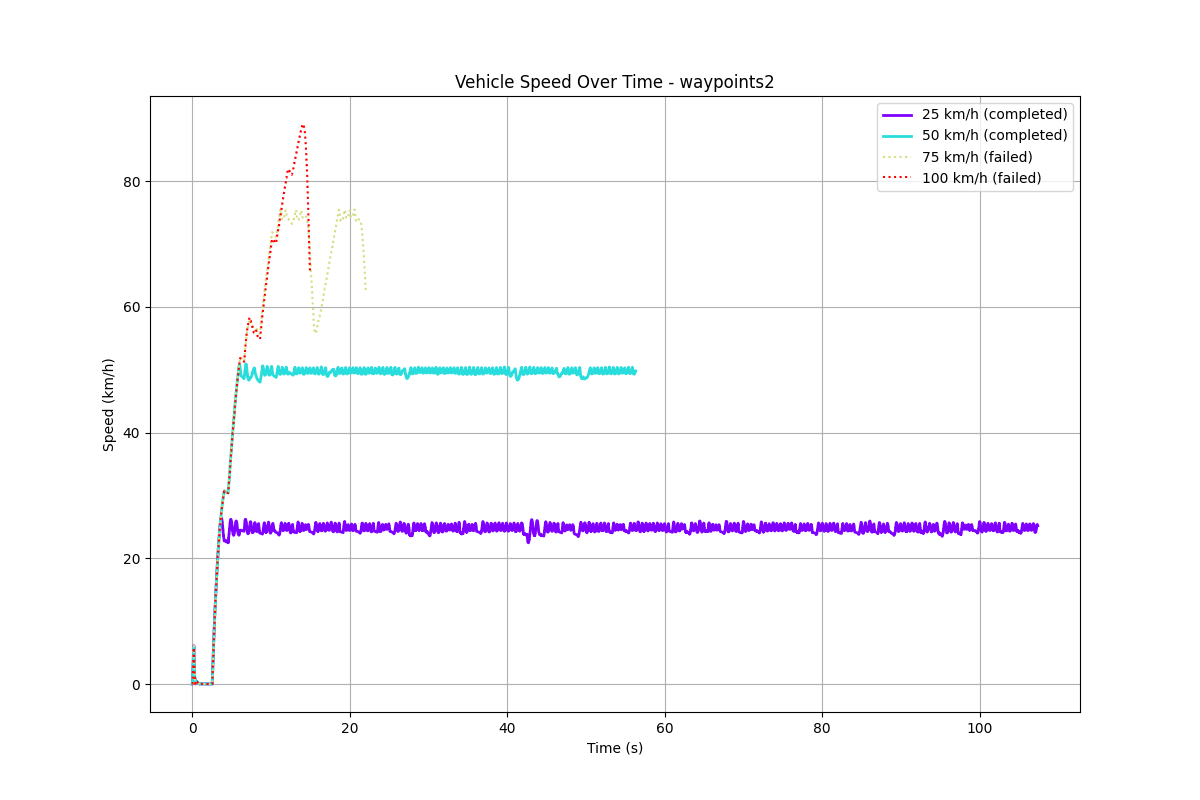 Vehicle Speed Over Time - waypoints2
25 km/h (completed)
50 km/h (completed)
75 km/h (failed)
100 km/h (failed)
Speed (km/h)
80
60
40
20
0
0 20 40 60 80 100
Time (s)